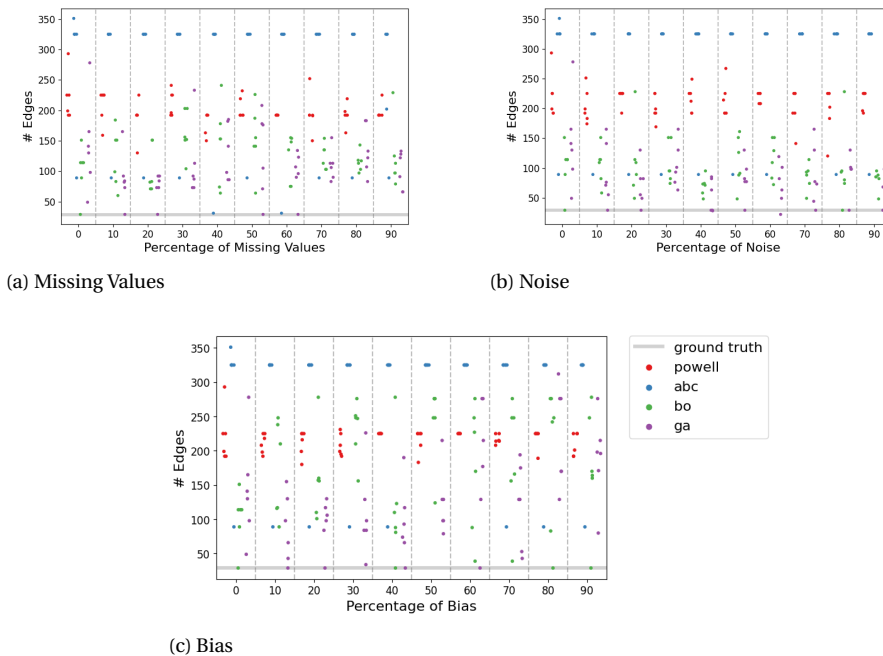 350
300
250
200
150
100
50
# Edges
0 10 20 30 40 50 60 70 80 90
Percentage of Missing Values
(a) Missing Values
350
300
250
200
150
100
50
# Edges
0 10 20 30 40 50 60 70 80 90
Percentage of Noise
(b) Noise
350
300
250
200
150
100
50
# Edges
0 10 20 30 40 50 60 70 80 90
Percentage of Bias
ground truth
powell
abc
bo
ga
(c) Bias